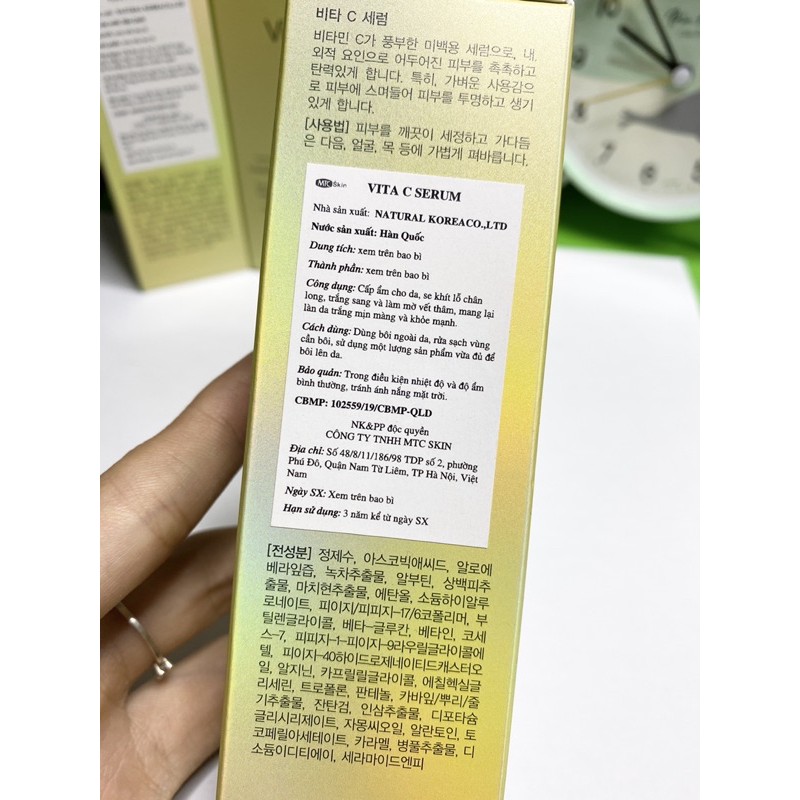 비타 C 세럼
비타민 C가 풍부한 미백용 세럼으로, 내,
외적 요인으로 어두어진 피부를 촉촉하고
탄력있게 합니다. 특히, 가벼운 사용감으
로 피부에 스며들어 피부를 투명하고 생기
있게 합니다.
[사용법] 피부를 깨끗이 세정하고 가다듬
은 다음, 얼굴, 목 등에 가볍게 펴바릅니다.
MTC Skin VITA C SERUM
Nhà sản xuất: NATURAL KOREACO.,LTD
Nước sản xuất: Hàn Quốc
Dung tích: xem trên bao bì
Thành phần: xem trên bao bì
Công dụng: Cấp ẩm cho da, se khít lỗ chân
long, trắng sang và làm mờ vết thâm, mang lại
làn da trắng mịn màng và khỏe mạnh.
Cách dùng: Dùng bôi ngoài da, rửa sạch vùng
cần bôi, sử dụng một lượng sản phẩm vừa đủ để
bôi lên da.
Bảo quản: Trong điều kiện nhiệt độ và độ ẩm
bình thường, tránh ánh nắng mặt trời.
CBMP: 102559/19/CBMP-QLD
NK&PP độc quyền
CÔNG TY TNHH MTC SKIN
Địa chỉ: Số 48/8/11/186/98 TDP số 2, phường
Phú Đô, Quận Nam Từ Liêm, TP Hà Nội, Việt
Nam
Ngày SX: Xem trên bao bì
Hạn sử dụng: 3 năm kể từ ngày SX
[전성분] 정제수, 아스코빅애씨드, 알로에
베라잎즙, 녹차추출물, 알부틴, 상백피추
출물, 마치현추출물, 에탄올, 소듐하이알루
로네이트, 피이지/피피지-17/6코폴리머, 부
틸렌글라이콜, 베타-글루칸, 베타인, 코세
스-7, 피피지-1-피이지-9라우릴글라이콜에
텔, 피이지-40하이드로제네이티드캐스터오
일, 알지닌, 카프릴릴글라이콜, 에칠헥실글
리세린, 트로폴론, 판테놀, 카바잎/뿌리/줄
기추출물, 잔탄검, 인삼추출물, 디포타슘
글리시리제이트, 자몽씨오일, 알란토인, 토
코페릴아세테이트, 카라멜, 병풀추출물, 디
소듐이디티에이, 세라마이드엔피